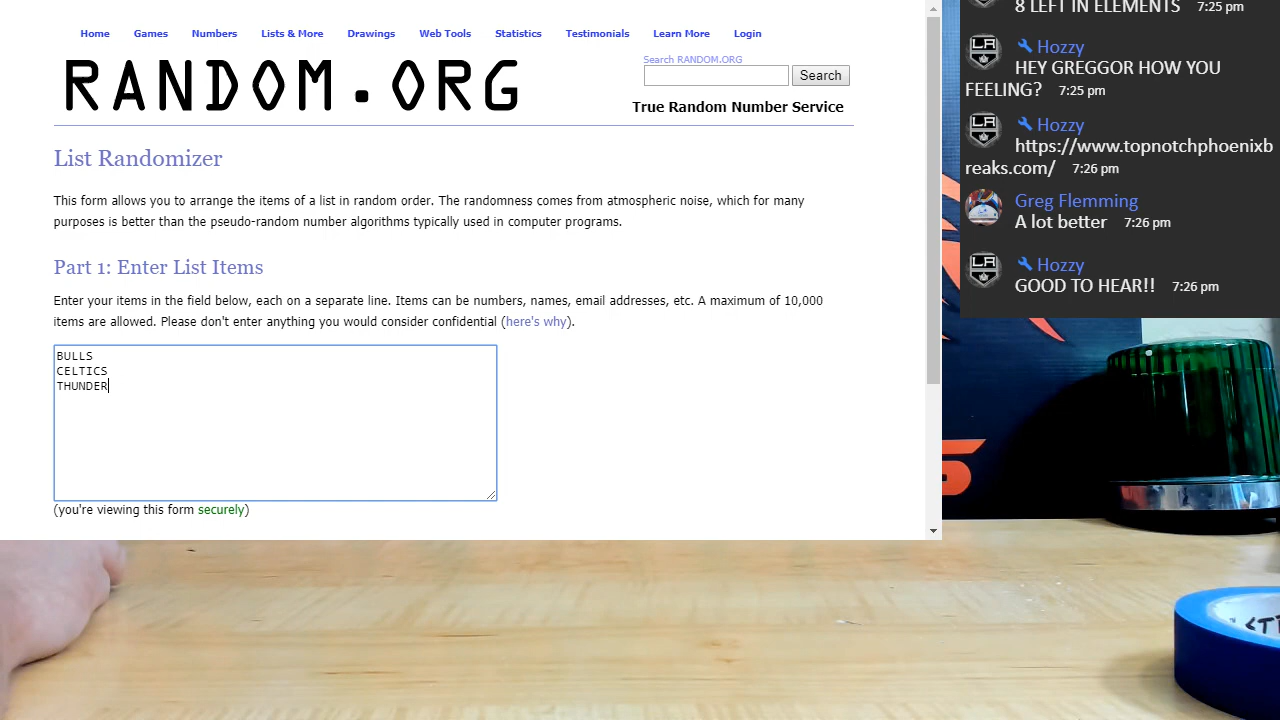 Home Games Numbers Lists & More Drawings Web Tools Statistics Testimonials Learn More Login
RANDOM.ORG
Search RANDOM.ORG
Search
True Random Number Service
List Randomizer
This form allows you to arrange the items of a list in random order. The randomness comes from atmospheric noise, which for many
purposes is better than the pseudo-random number algorithms typically used in computer programs.
Part 1: Enter List Items
Enter your items in the field below, each on a separate line. Items can be numbers, names, email addresses, etc. A maximum of 10,000
items are allowed. Please don't enter anything you would consider confidential (here's why).
BULLS
CELTICS
THUNDER
(you're viewing this form securely)
8 LEFT IN ELEMENTS 7:25 pm
Hozzy
HEY GREGGOR HOW YOU
FEELING? 7:25 pm
Hozzy
https://www.topnotchphoenixb
reaks.com/ 7:26 pm
Greg Flemming
A lot better 7:26 pm
Hozzy
GOOD TO HEAR!! 7:26 pm
LA
LA
LA